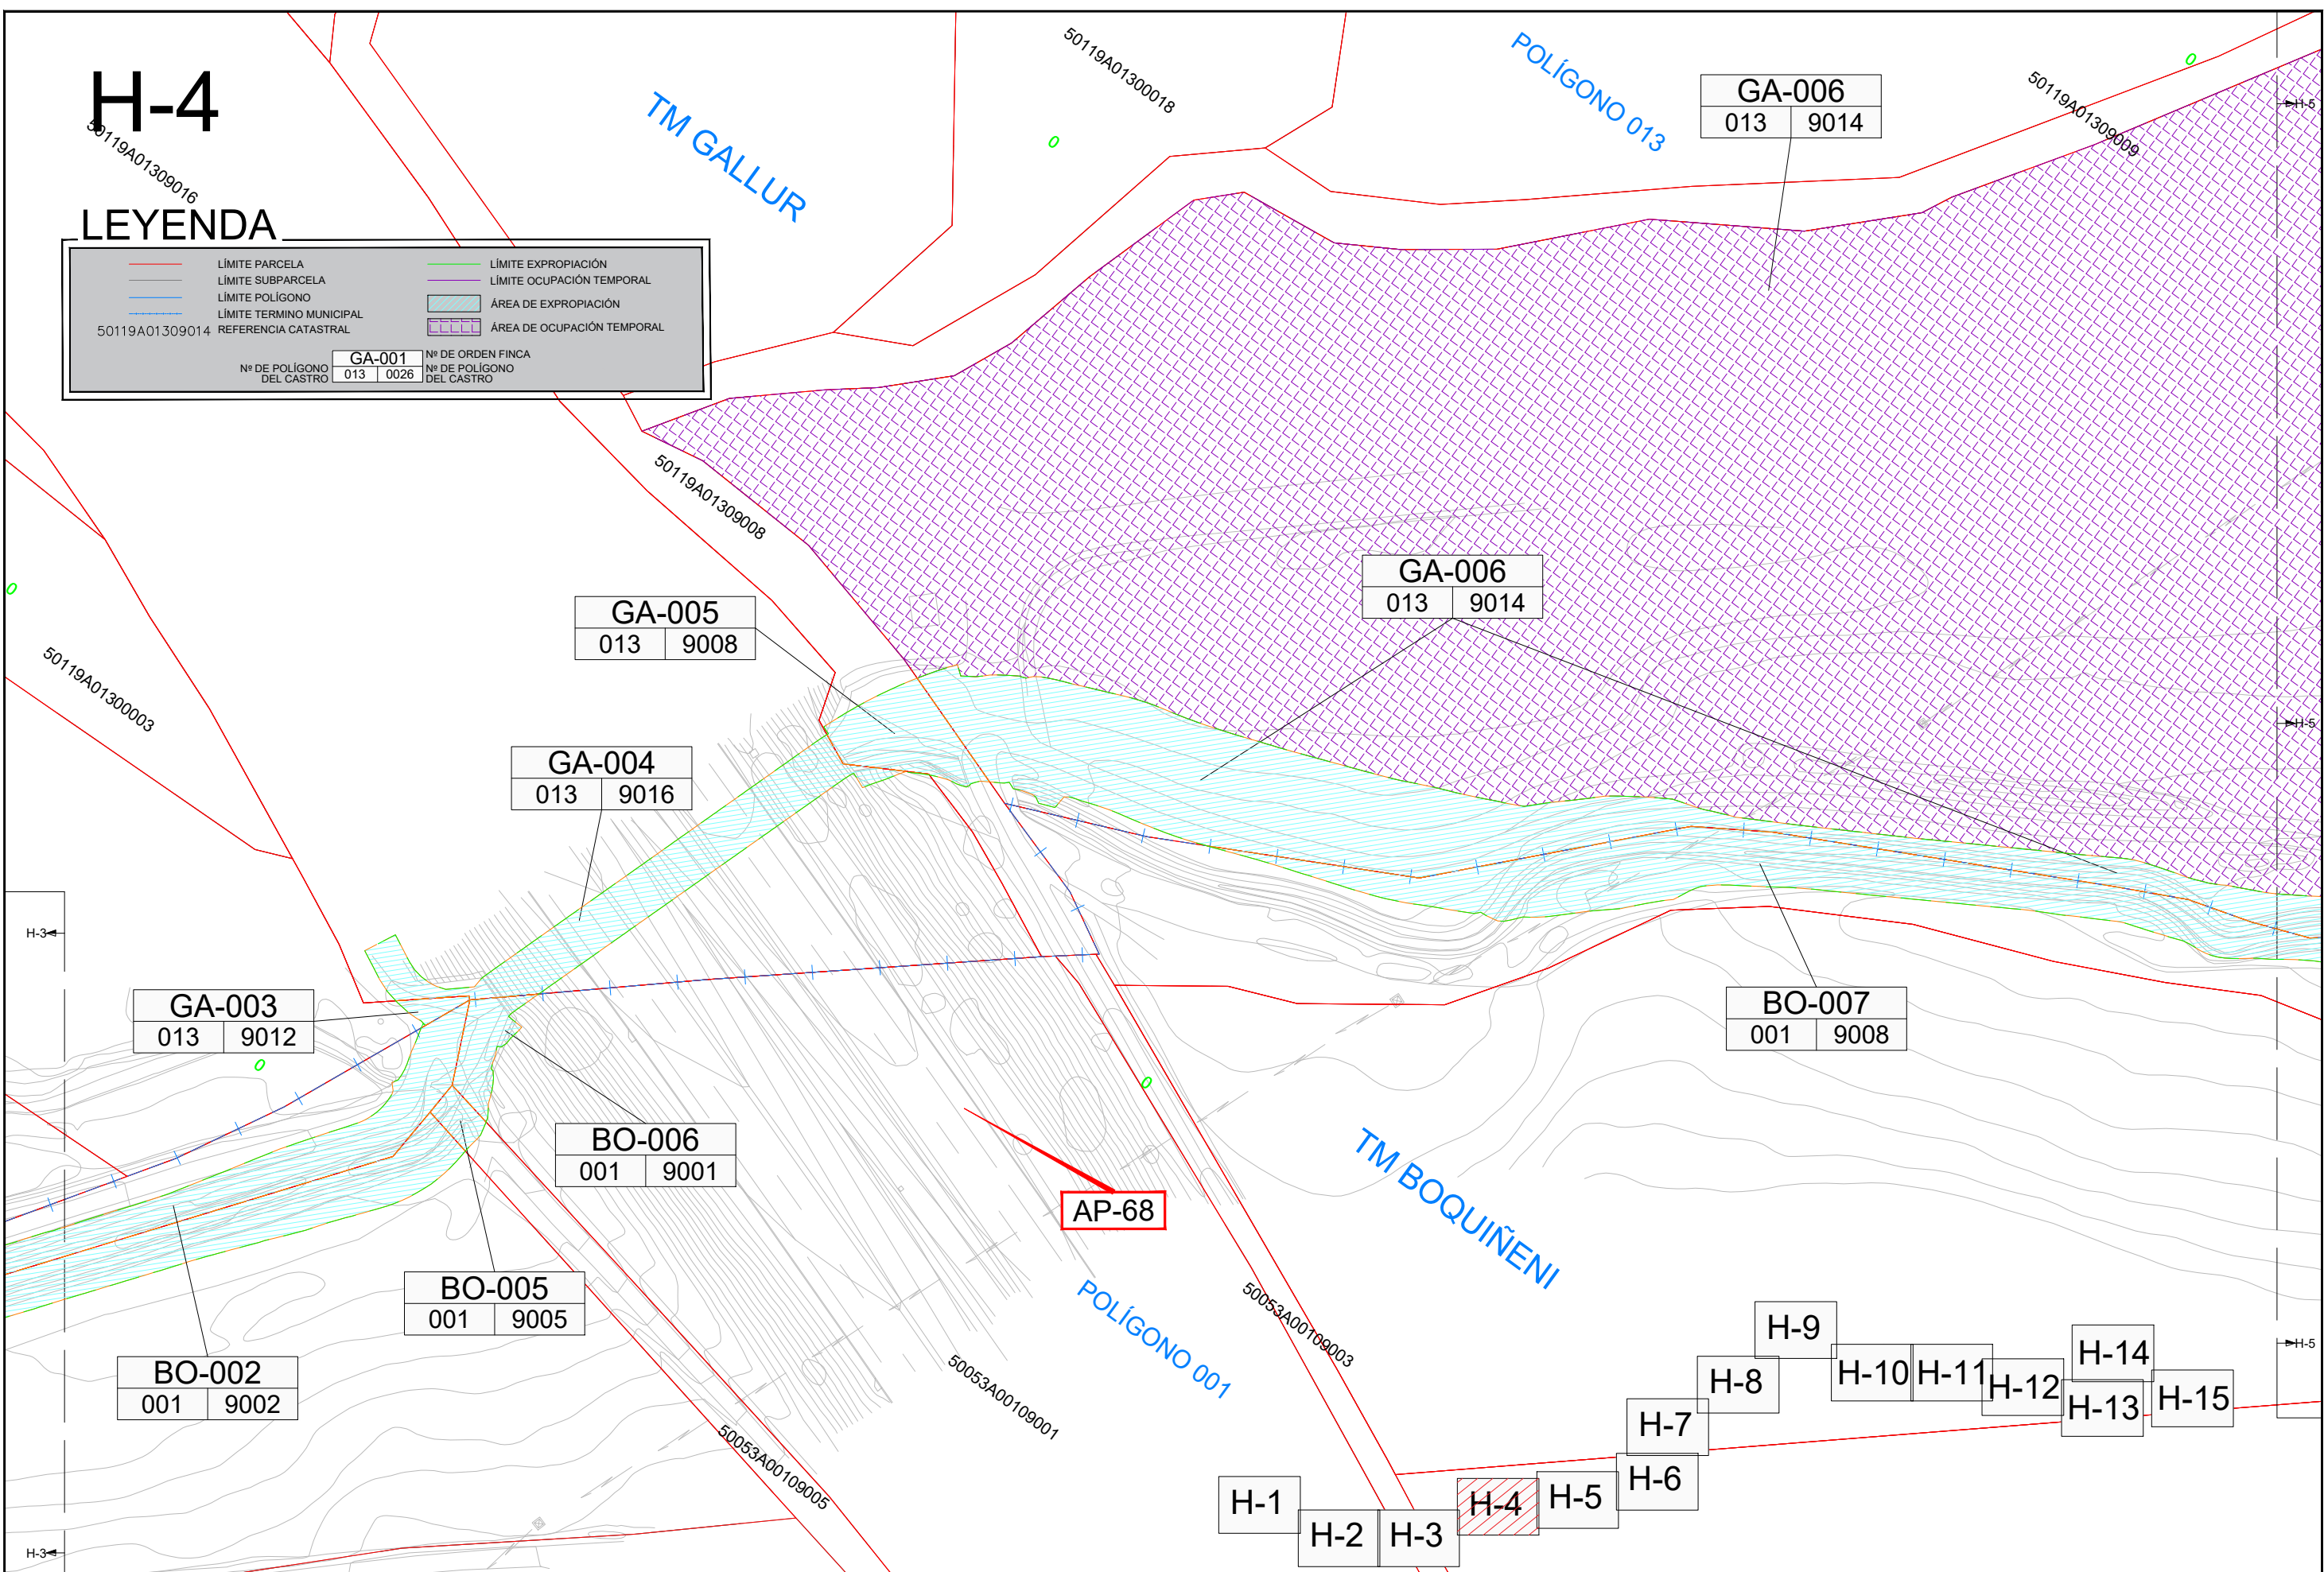 H-4
50119A01309016
TM GALLUR
50119A01300018
0
POLÍGONO 013
GA-006
013 9014
0
50119A01309009
H-5
LEYENDA
LÍMITE PARCELA
LÍMITE SUBPARCELA
LÍMITE POLÍGONO
LÍMITE TERMINO MUNICIPAL
50119A01309014 REFERENCIA CATASTRAL
LÍMITE EXPROPIACIÓN
LÍMITE OCUPACIÓN TEMPORAL
ÁREA DE EXPROPIACIÓN
ÁREA DE OCUPACIÓN TEMPORAL
Nº DE POLÍGONO
DEL CASTRO
GA-001
013 0026
Nº DE ORDEN FINCA
Nº DE POLÍGONO
DEL CASTRO
50119A01309008
0
50119A01300003
GA-005
013 9008
GA-006
013 9014
H-5
GA-004
013 9016
H-3
GA-003
013 9012
0
BO-007
001 9008
0
BO-006
001 9001
AP-68
TM BOQUIÑENI
BO-005
001 9005
POLÍGONO 001
50053A00109003
BO-002
001 9002
50053A00109001
50053A00109005
H-5
H-3
H-1
H-2
H-3
H-4
H-5
H-6
H-7
H-8
H-9
H-10
H-11
H-12
H-13
H-14
H-15